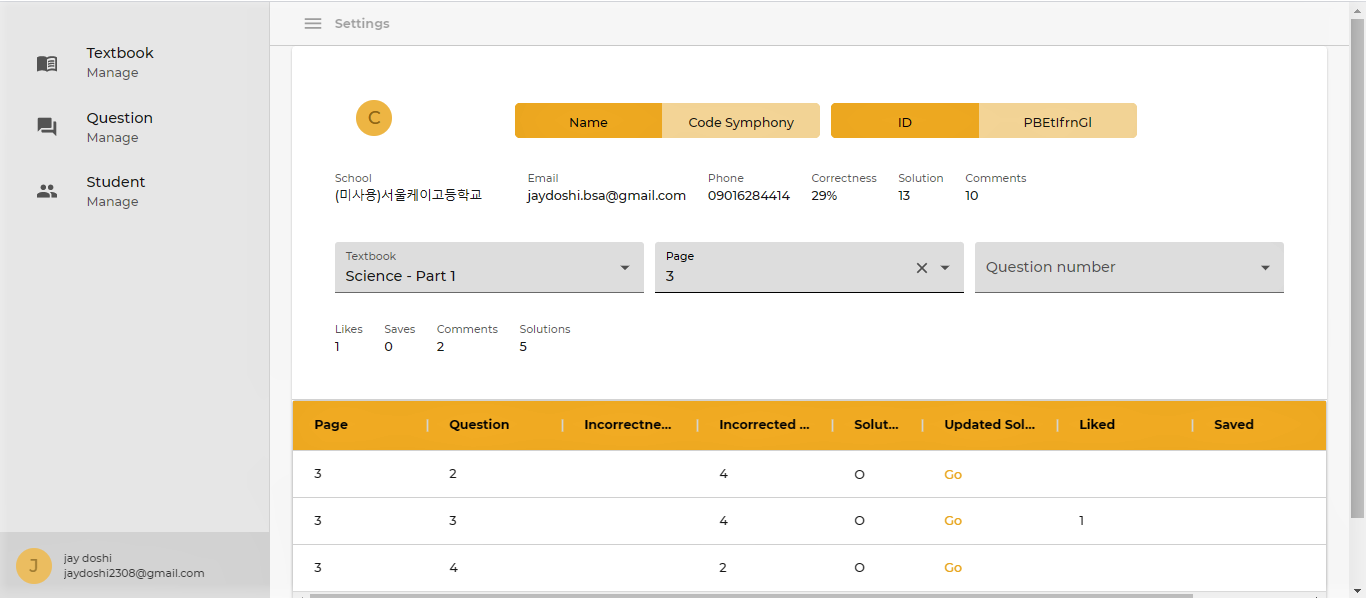 Settings
Textbook
Manage
Question
Manage
Student
Manage
J
jay doshi
jaydoshi2308@gmail.com
C
Name Code Symphony ID PBEtIfrnGl
School Email Phone Correctness Solution Comments
(미사용)서울케이고등학교 jaydoshi.bsa@gmail.com 09016284414 29% 13 10
Textbook
Science - Part 1
Page
3
Question number
Likes Saves Comments Solutions
1 0 2 5
Page Question Incorrectne... Incorrected ... Solut... Updated Sol... Liked Saved
3 2 4 O Go
3 3 4 O Go 1
3 4 2 O Go